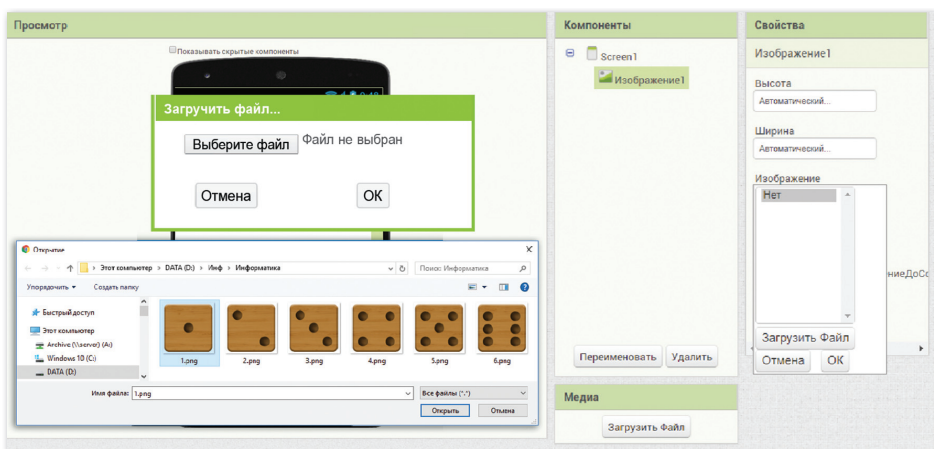 Просмотр
Показывать скрытые компоненты
Загручить файл...
Выберите файл Файл не выбран
Отмена ОК
Открытие
Этот компьютер > DATA (D:) > Инф > Информатика
Поиск: Информатика
Упорядочить Создать папку
Быстрый доступ
Этот компьютер
Archive (\\server) (A:)
Windows 10 (C:)
DATA (D:)
1.png 2.png 3.png 4.png 5.png 6.png
Имя файла: 1.png Все файлы (*.*)
Открыть Отмена
Компоненты
Screen1
Изображение1
Переименовать Удалить
Медиа
Загрузить Файл
Свойства
Изображение1
Высота
Автоматический...
Ширина
Автоматический...
Изображение
Нет
ниеДоСо
Загрузить Файл
Отмена ОК